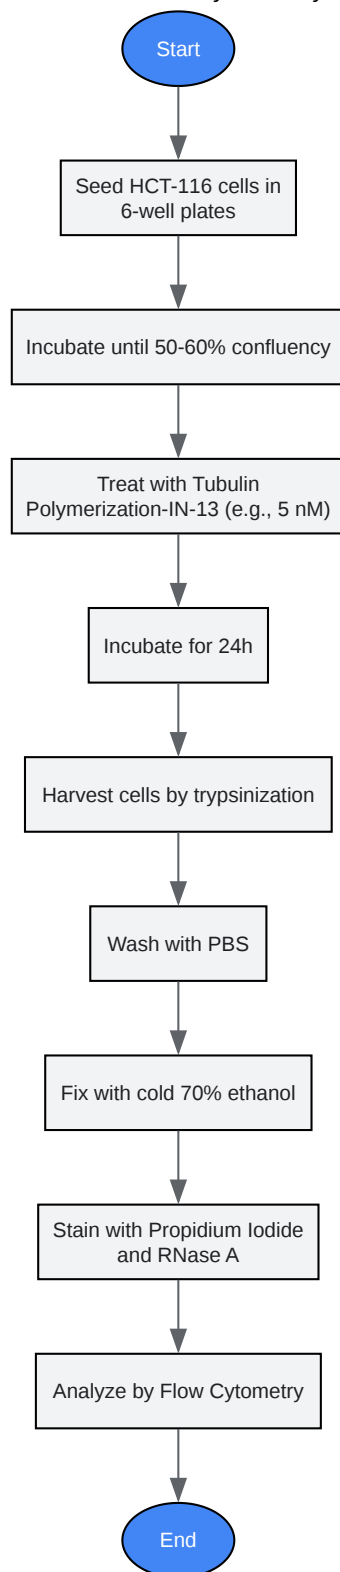 Start
Seed HCT-116 cells in
6-well plates
Incubate until 50-60% confluency
Treat with Tubulin
Polymerization-IN-13 (e.g., 5 nM)
Incubate for 24h
Harvest cells by trypsinization
Wash with PBS
Fix with cold 70% ethanol
Stain with Propidium Iodide
and RNase A
Analyze by Flow Cytometry
End